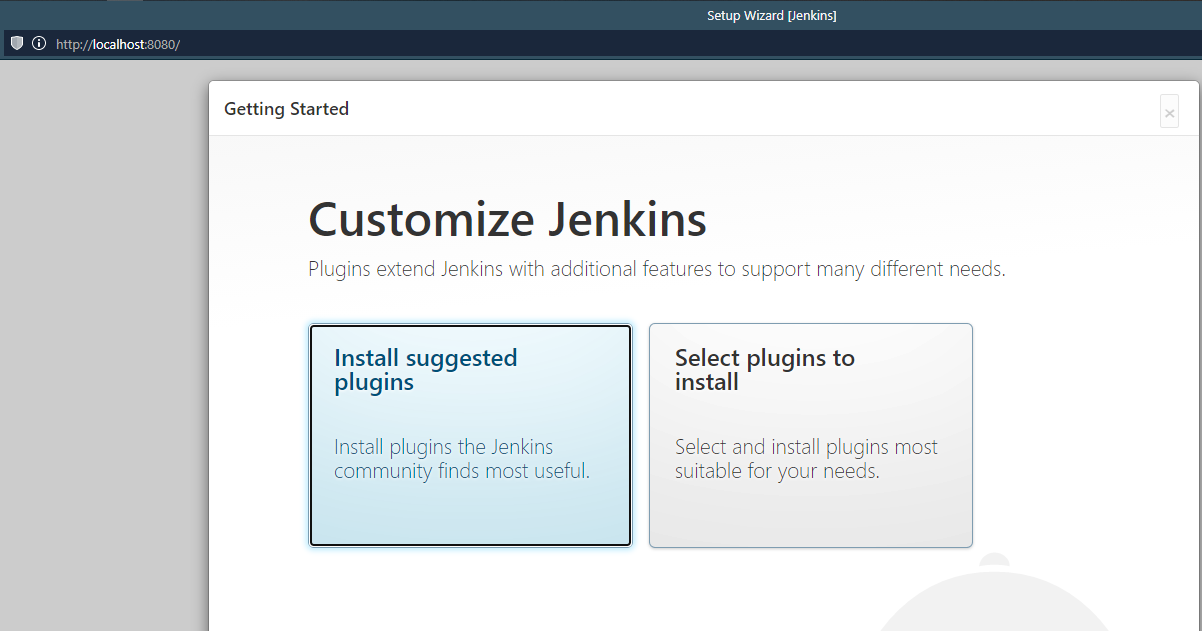 Setup Wizard [Jenkins]
http://localhost:8080/
Getting Started
×
Customize Jenkins
Plugins extend Jenkins with additional features to support many different needs.
Install suggested
plugins
Install plugins the Jenkins
community finds most useful.
Select plugins to
install
Select and install plugins most
suitable for your needs.